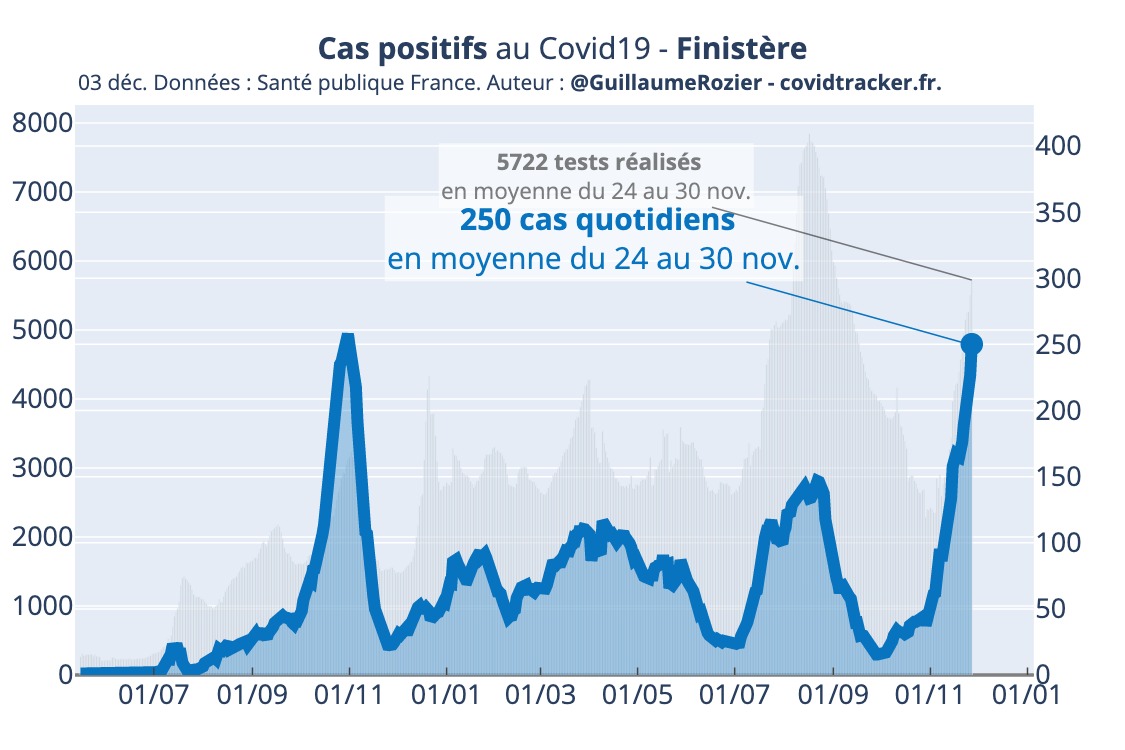 Cas positifs au Covid19 - Finistère
03 déc. Données : Santé publique France. Auteur : @GuillaumeRozier - covidtracker.fr.
8000
7000
6000
5000
4000
3000
2000
1000
0
5722 tests réalisés
en moyenne du 24 au 30 nov.
250 cas quotidiens
en moyenne du 24 au 30 nov.
400
350
300
250
200
150
100
50
0
01/07 01/09 01/11 01/01 01/03 01/05 01/07 01/09 01/11 01/01